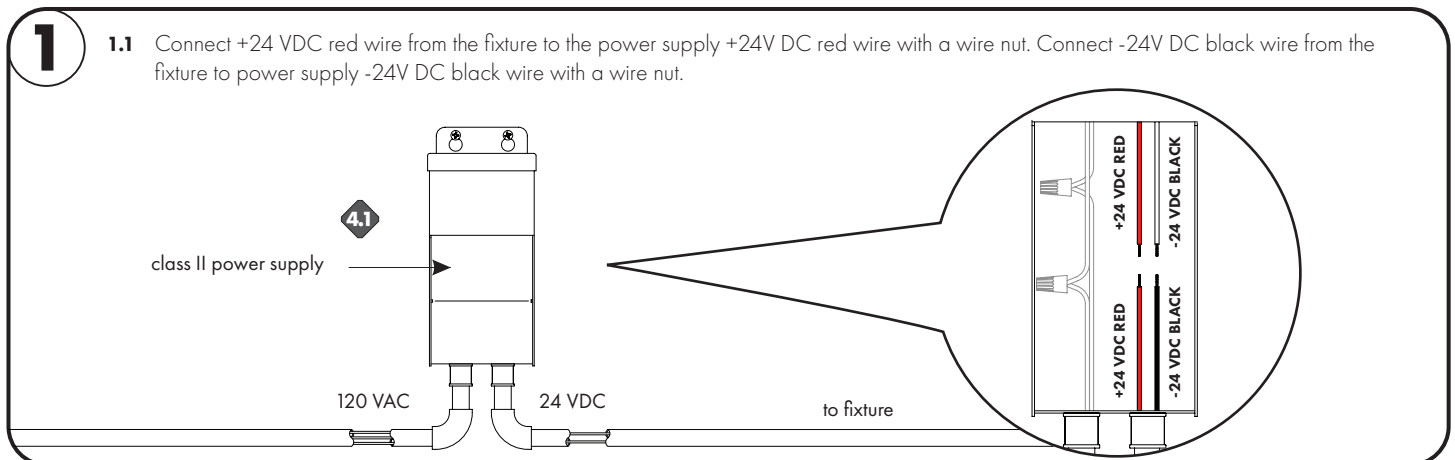 1
1.1 Connect +24 VDC red wire from the fixture to the power supply +24V DC red wire with a wire nut. Connect -24V DC black wire from the
fixture to power supply -24V DC black wire with a wire nut.
4.1
class II power supply
120 VAC
24 VDC
to fixture
+24 VDC RED
-24 VDC BLACK
+24 VDC RED
-24 VDC BLACK